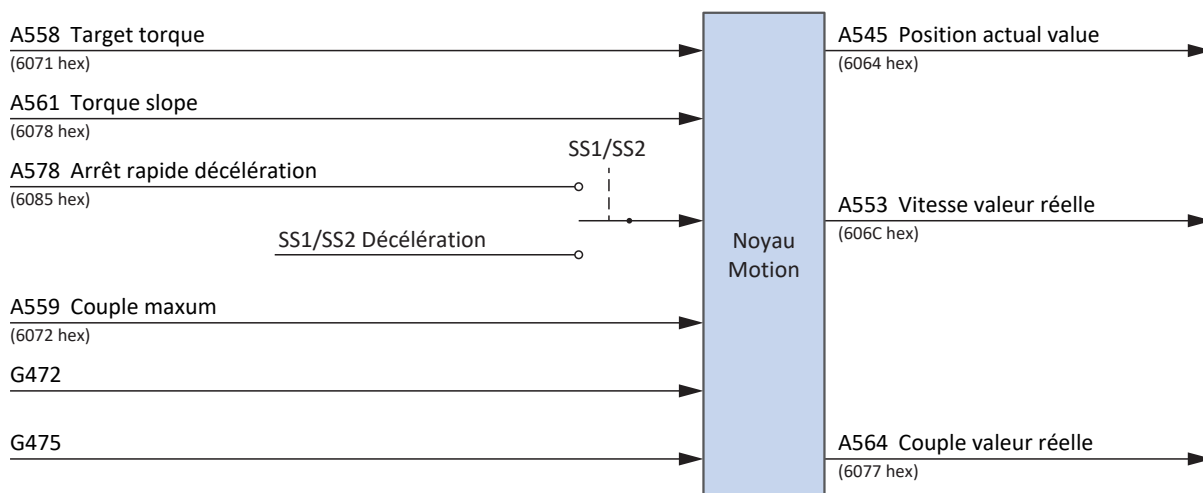 A558 Target torque
(6071 hex)
A561 Torque slope
(6078 hex)
A578 Arrêt rapide décélération
(6085 hex)
SS1/SS2
SS1/SS2 Décélération
A559 Couple maxum
(6072 hex)
G472
G475
Noyau
Motion
A545 Position actual value
(6064 hex)
A553 Vitesse valeur réelle
(606C hex)
A564 Couple valeur réelle
(6077 hex)